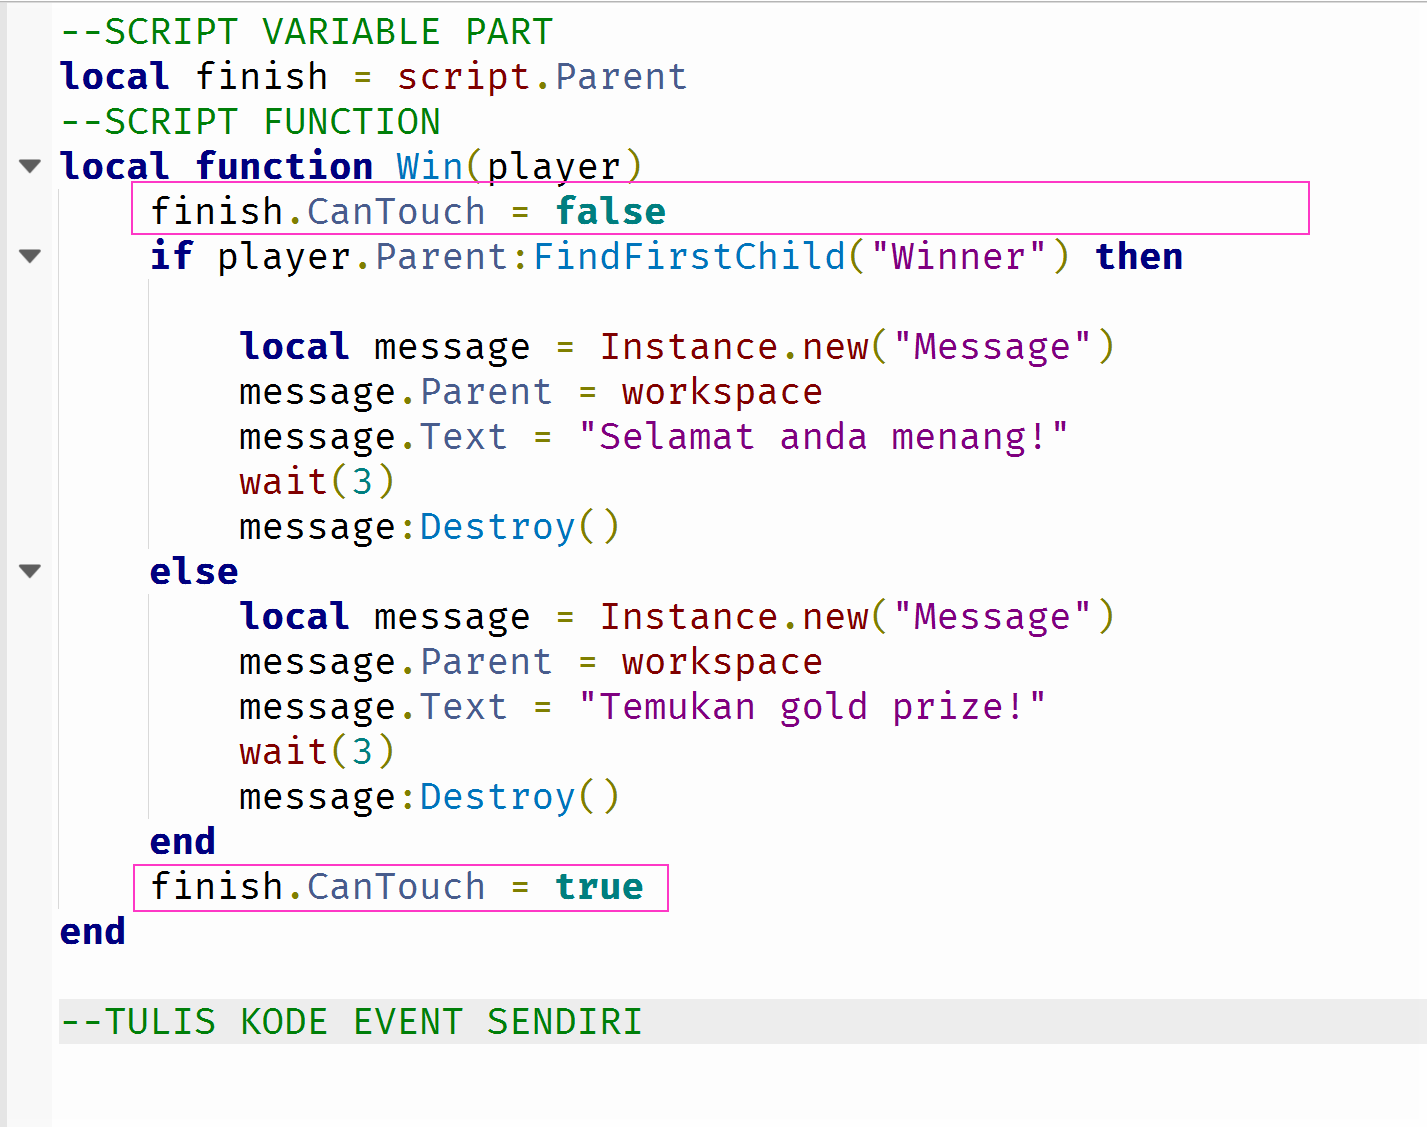 --SCRIPT VARIABLE PART
local finish = script.Parent
--SCRIPT FUNCTION
local function Win(player)
finish.CanTouch = false
if player.Parent:FindFirstChild("Winner") then
local message = Instance.new("Message")
message.Parent = workspace
message.Text = "Selamat anda menang!"
wait(3)
message:Destroy()
else
local message = Instance.new("Message")
message.Parent = workspace
message.Text = "Temukan gold prize!"
wait(3)
message:Destroy()
end
finish.CanTouch = true
end
--TULIS KODE EVENT SENDIRI